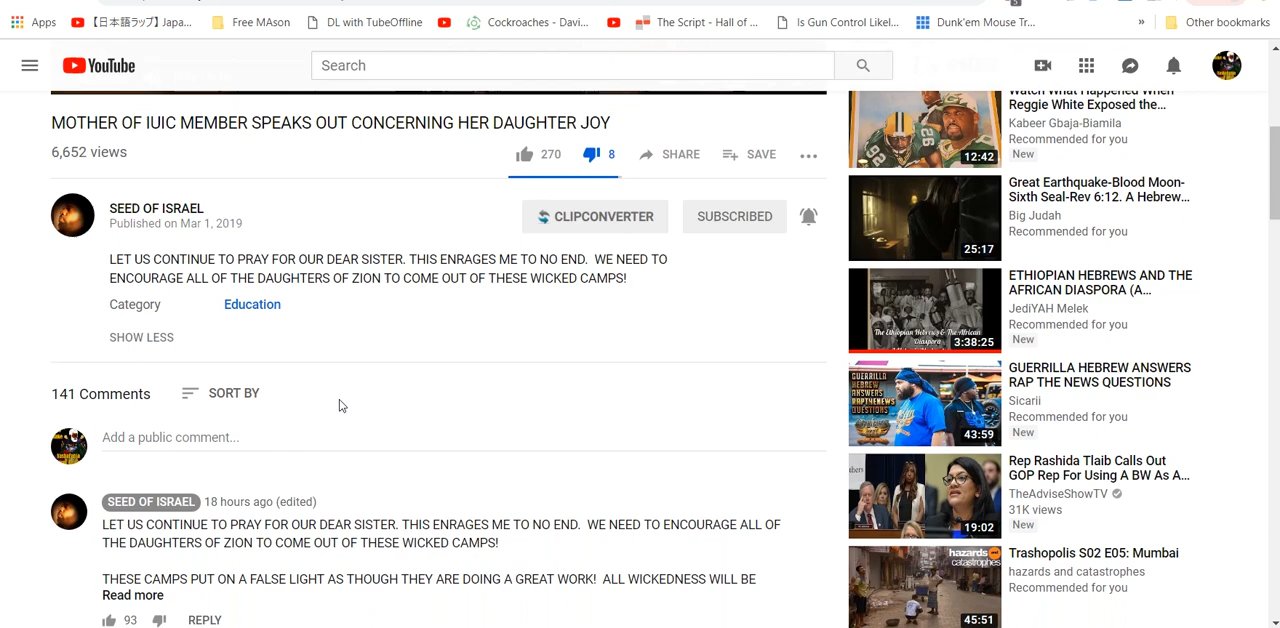 Apps
【日本語ラップ】Japa...
Free MAson
DL with TubeOffline
Cockroaches - Davi...
The Script - Hall of ...
Is Gun Control Likel...
Dunk'em Mouse Tr...
»
Other bookmarks
YouTube
Search
MOTHER OF IUIC MEMBER SPEAKS OUT CONCERNING HER DAUGHTER JOY
6,652 views
270
8
SHARE
SAVE
SEED OF ISRAEL
Published on Mar 1, 2019
CLIPCONVERTER
SUBSCRIBED
LET US CONTINUE TO PRAY FOR OUR DEAR SISTER. THIS ENRAGES ME TO NO END.  WE NEED TO
ENCOURAGE ALL OF THE DAUGHTERS OF ZION TO COME OUT OF THESE WICKED CAMPS!
Category
Education
SHOW LESS
141 Comments
SORT BY
Add a public comment...
SEED OF ISRAEL 18 hours ago (edited)
LET US CONTINUE TO PRAY FOR OUR DEAR SISTER. THIS ENRAGES ME TO NO END.  WE NEED TO ENCOURAGE ALL OF
THE DAUGHTERS OF ZION TO COME OUT OF THESE WICKED CAMPS!
THESE CAMPS PUT ON A FALSE LIGHT AS THOUGH THEY ARE DOING A GREAT WORK!  ALL WICKEDNESS WILL BE
Read more
93
REPLY
12:42
Watch What Happened When
Reggie White Exposed the...
Kabeer Gbaja-Biamila
Recommended for you
New
25:17
Great Earthquake-Blood Moon-
Sixth Seal-Rev 6:12. A Hebrew...
Big Judah
Recommended for you
The Ethiopian Hebrews & The African
Diaspora
3:38:25
ETHIOPIAN HEBREWS AND THE
AFRICAN DIASPORA (A...
JediYAH Melek
Recommended for you
New
GUERRILLA
HEBREW
ANSWERS
RAPTHENEWS
QUESTIONS
43:59
GUERRILLA HEBREW ANSWERS
RAP THE NEWS QUESTIONS
Sicarii
Recommended for you
New
19:02
Rep Rashida Tlaib Calls Out
GOP Rep For Using A BW As A...
TheAdviseShowTV
31K views
New
hazards
catastrophes
45:51
Trashopolis S02 E05: Mumbai
hazards and catastrophes
Recommended for you